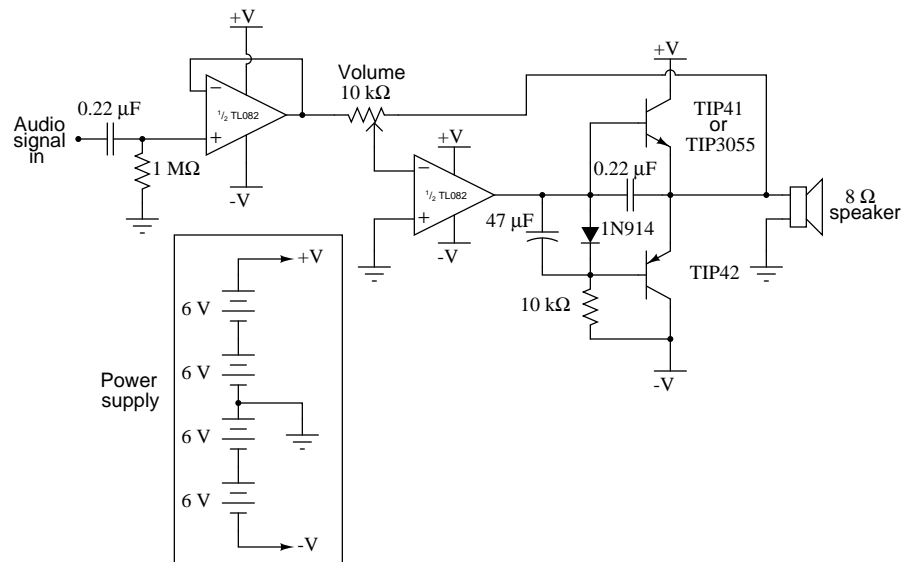 +V
Volume
10 kΩ
+V
0.22 µF
Audio
signal
in
−
½ TL082
+
TIP41
or
TIP3055
1 MΩ
-V
+V
−
½ TL082
+
0.22 µF
8 Ω
speaker
47 µF
1N914
-V
TIP42
10 kΩ
-V
+V
6 V
6 V
Power
supply
6 V
6 V
-V